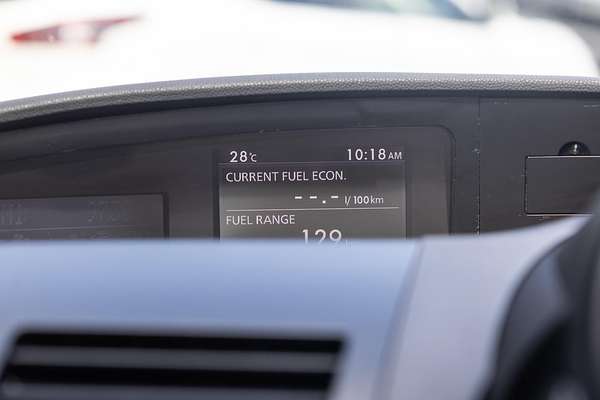 28°C 10:18 AM
CURRENT FUEL ECON.
--.- l/100km
FUEL RANGE
129